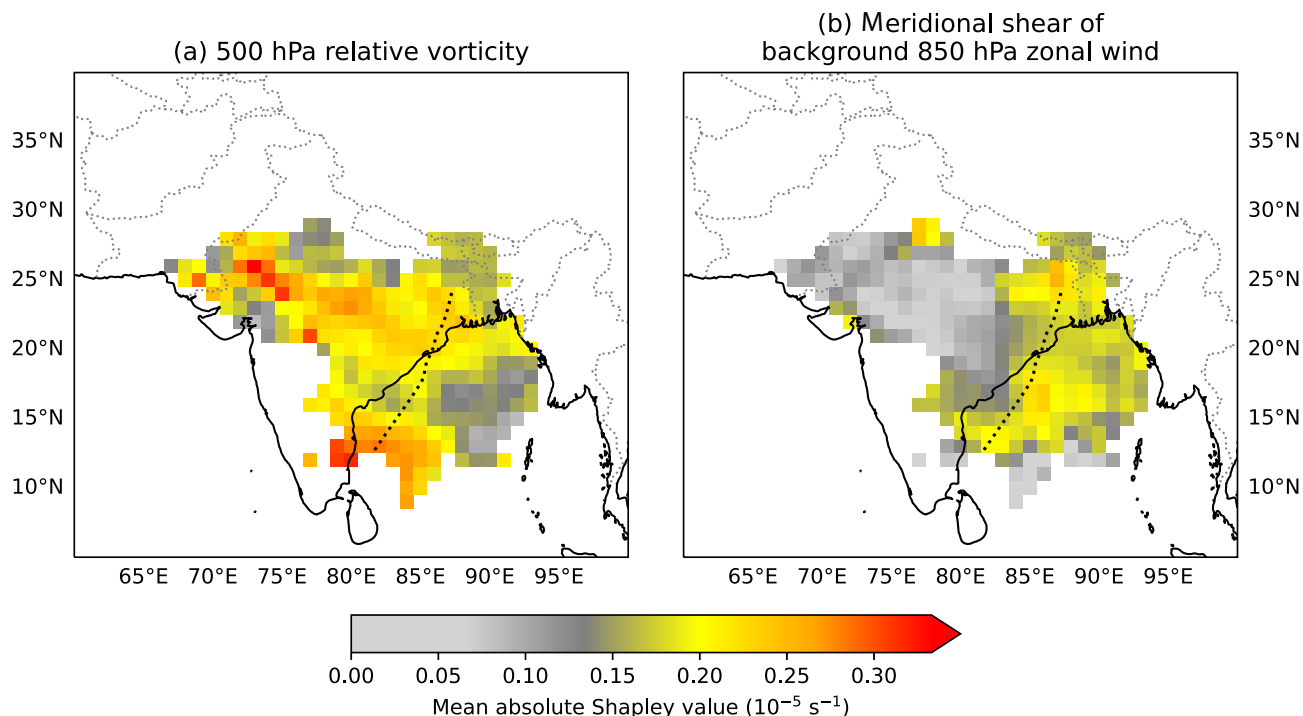 (a) 500 hPa relative vorticity
(b) Meridional shear of
background 850 hPa zonal wind
35°N
30°N
25°N
20°N
15°N
10°N
35°N
30°N
25°N
20°N
15°N
10°N
65°E 70°E 75°E 80°E 85°E 90°E 95°E
65°E 70°E 75°E 80°E 85°E 90°E 95°E
0.00 0.05 0.10 0.15 0.20 0.25 0.30
Mean absolute Shapley value (10⁻⁵ s⁻¹)